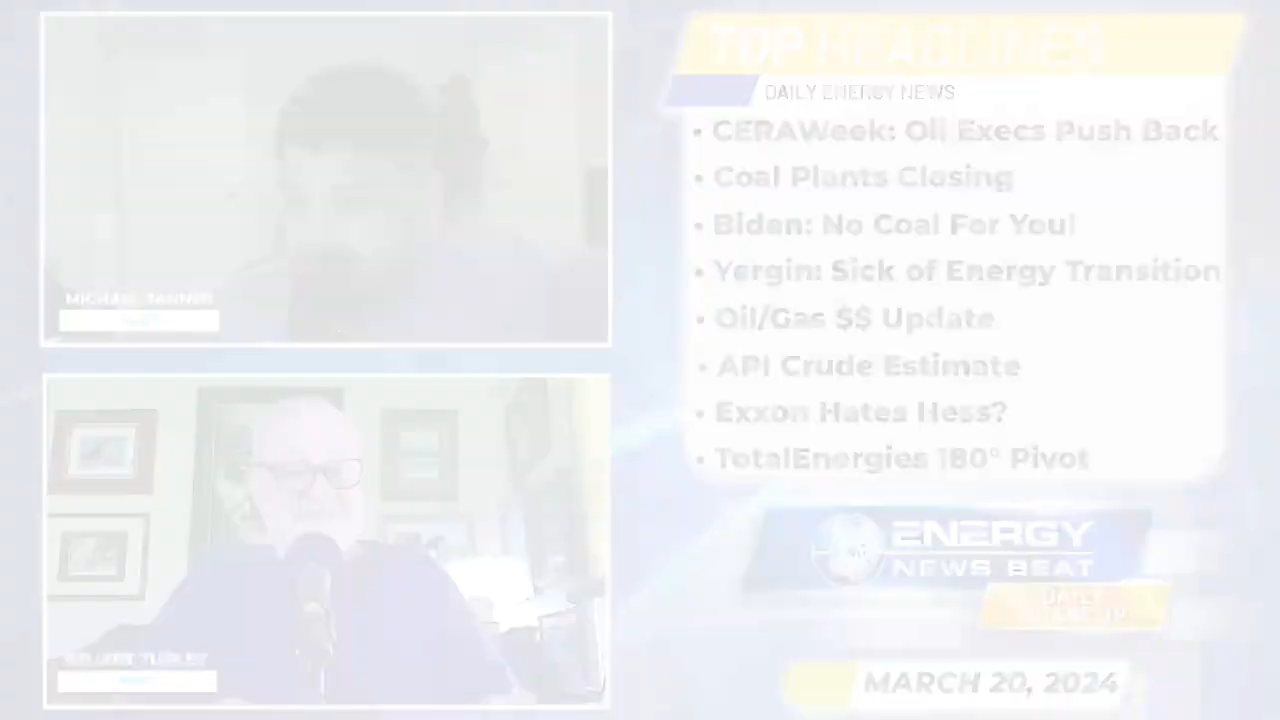 TOP HEADLINES
DAILY ENERGY NEWS
• CERAWeek: Oil Execs Push Back
• Coal Plants Closing
• Biden: No Coal For You!
• Yergin: Sick of Energy Transition
• Oil/Gas $$ Update
• API Crude Estimate
• Exxon Hates Hess?
• TotalEnergies 180° Pivot
MICHAEL TANNER
ENERGY
NEWS BEAT
DAILY
TURLEY
MARCH 20, 2024